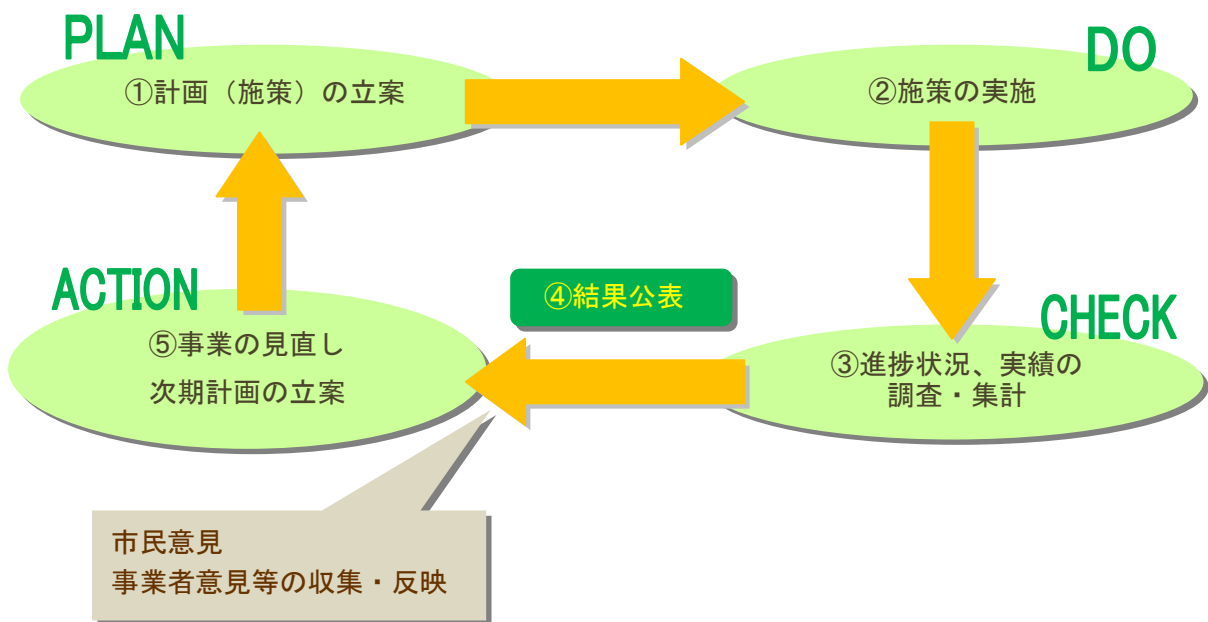 PLAN
①計画（施策）の立案
DO
②施策の実施
CHECK
③進捗状況、実績の
調査・集計
④結果公表
ACTION
⑤事業の見直し
次期計画の立案
市民意見
事業者意見等の収集・反映